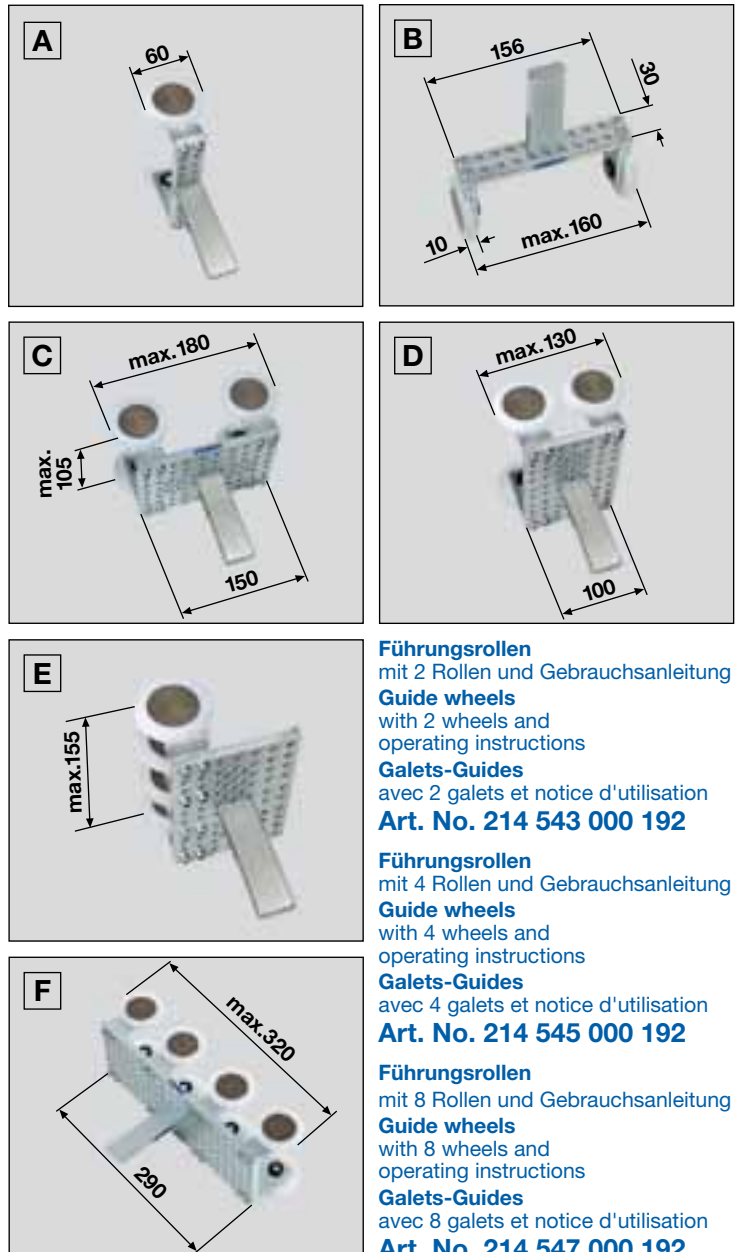 A
60
B
156
30
10
max.160
C
max.180
max.
105
150
D
max.130
100
E
max.155
F
max.320
290
Führungsrollen
mit 2 Rollen und Gebrauchsanleitung
Guide wheels
with 2 wheels and
operating instructions
Galets-Guides
avec 2 galets et notice d'utilisation
Art. No. 214 543 000 192
Führungsrollen
mit 4 Rollen und Gebrauchsanleitung
Guide wheels
with 4 wheels and
operating instructions
Galets-Guides
avec 4 galets et notice d'utilisation
Art. No. 214 545 000 192
Führungsrollen
mit 8 Rollen und Gebrauchsanleitung
Guide wheels
with 8 wheels and
operating instructions
Galets-Guides
avec 8 galets et notice d'utilisation
Art. No. 214 547 000 192